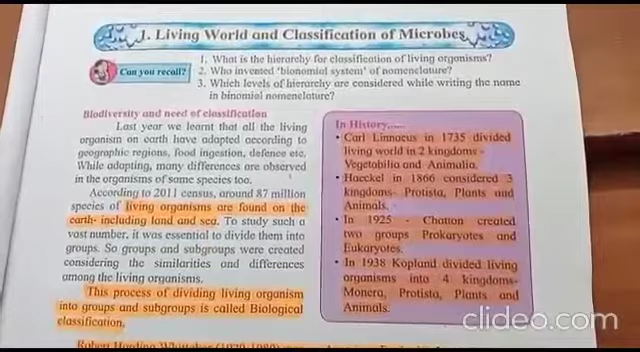 1. Living World and Classification of Microbes
Can you recall?
1. What is the hierarchy for classification of living organisms?
2. Who invented 'bionomial system' of nomenclature?
3. Which levels of hierarchy are considered while writing the name
in binomial nomenclature?
Biodiversity and need of classification
Last year we learnt that all the living
organism on earth have adapted according to
geographic regions, food ingestion, defence etc.
While adapting, many differences are observed
in the organisms of same species too.
According to 2011 census, around 87 million
species of living organisms are found on the
earth- including land and sea. To study such a
vast number, it was essential to divide them into
groups. So groups and subgroups were created
considering the similarities and differences
among the living organisms.
This process of dividing living organism
into groups and subgroups is called Biological
classification.
In History.....
• Carl Linnaeus in 1735 divided
living world in 2 kingdoms -
Vegetabilia and Animalia.
• Haeckel in 1866 considered 3
kingdoms- Protista, Plants and
Animals.
• In 1925 - Chatton created
two groups Prokaryotes and
Eukaryotes.
• In 1938 Kopland divided living
organisms into 4 kingdoms-
Monera, Protista, Plants and
Animals.
clideo.com